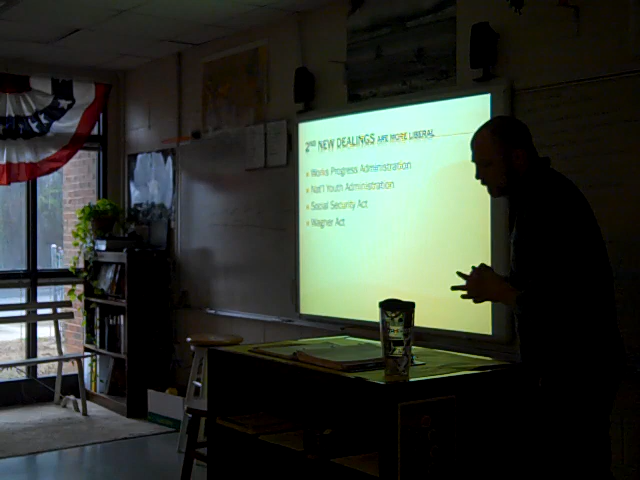 2ND NEW DEALINGS ARE MORE LIBERAL
Works Progress Administration
Nat'l Youth Administration
Social Security Act
Wagner Act